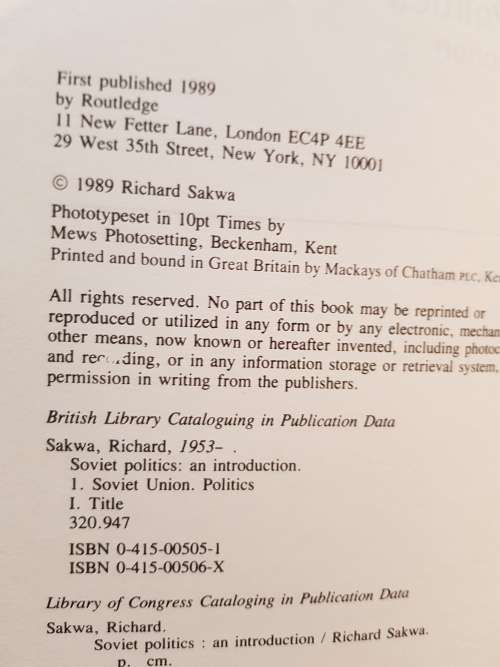 First published 1989
by Routledge
11 New Fetter Lane, London EC4P 4EE
29 West 35th Street, New York, NY 10001
© 1989 Richard Sakwa
Phototypeset in 10pt Times by
Mews Photosetting, Beckenham, Kent
Printed and bound in Great Britain by Mackays of Chatham PLC, Ke
All rights reserved. No part of this book may be reprinted or
reproduced or utilized in any form or by any electronic, mechan
other means, now known or hereafter invented, including photoc
and rec ding, or in any information storage or retrieval system,
permission in writing from the publishers.
British Library Cataloguing in Publication Data
Sakwa, Richard, 1953– .
Soviet politics: an introduction.
1. Soviet Union. Politics
I. Title
320.947
ISBN 0-415-00505-1
ISBN 0-415-00506-X
Library of Congress Cataloging in Publication Data
Sakwa, Richard.
Soviet politics : an introduction / Richard Sakwa.
p. cm.